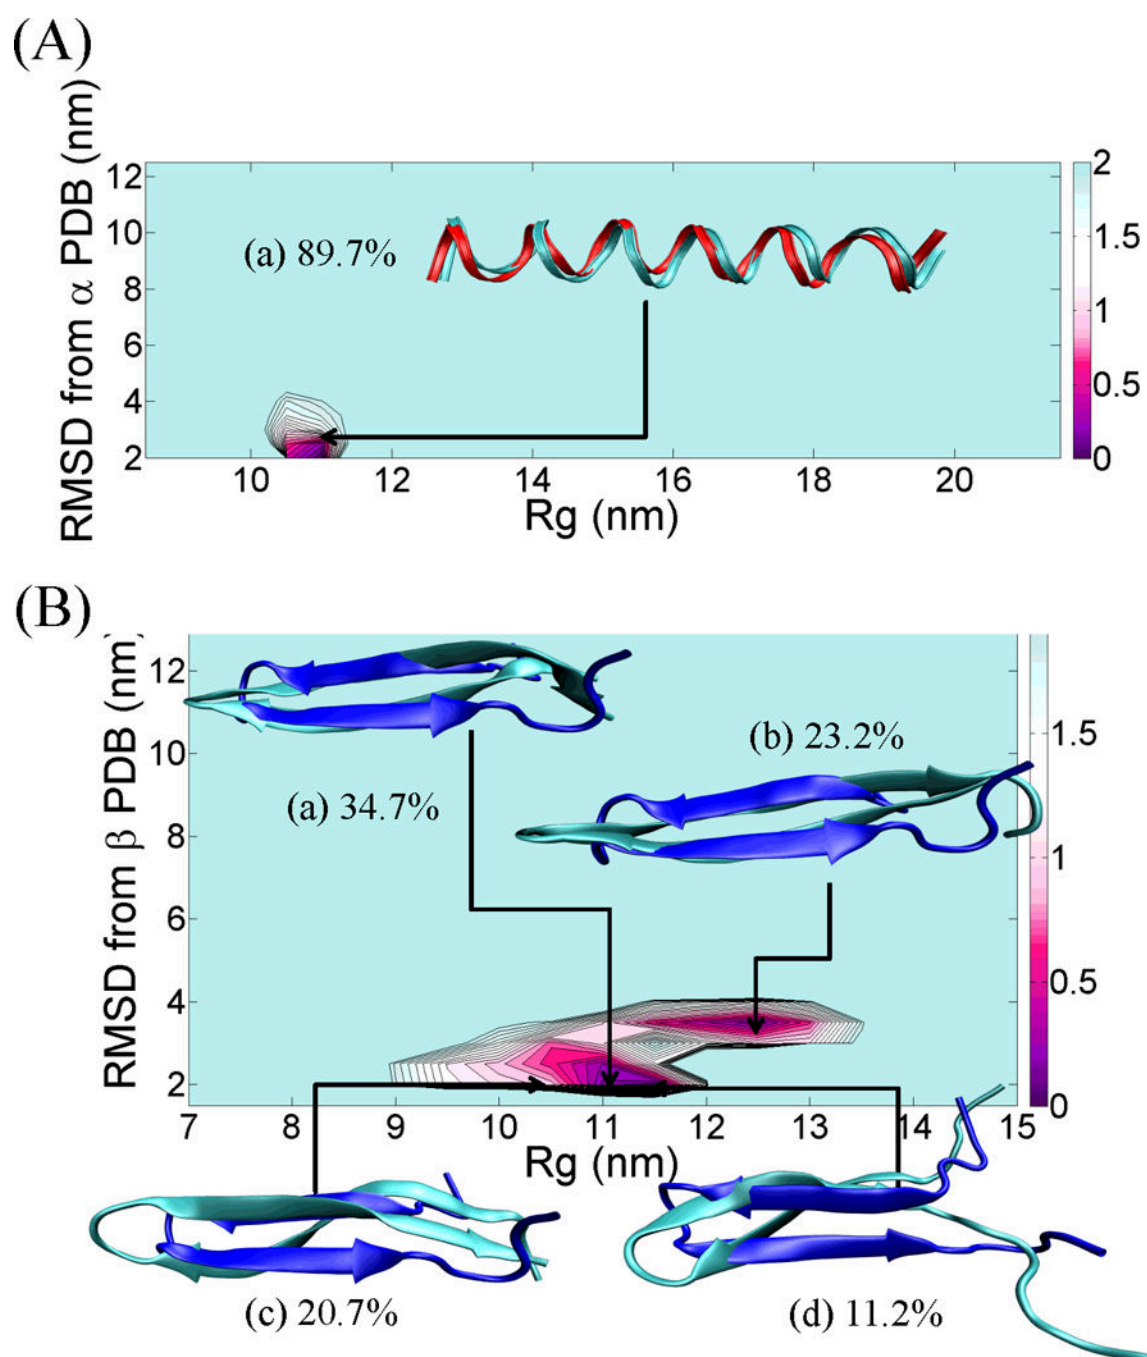 (A)
RMSD from α PDB (nm)
12
10
8
6
4
2
(a) 89.7%
2
1.5
1
0.5
0
10 12 14 16 18 20
Rg (nm)
(B)
RMSD from β PDB (nm)
12
10
8
6
4
2
(b) 23.2%
(a) 34.7%
1.5
1
0.5
0
7 8 9 10 11 12 13 14 15
Rg (nm)
(c) 20.7%
(d) 11.2%